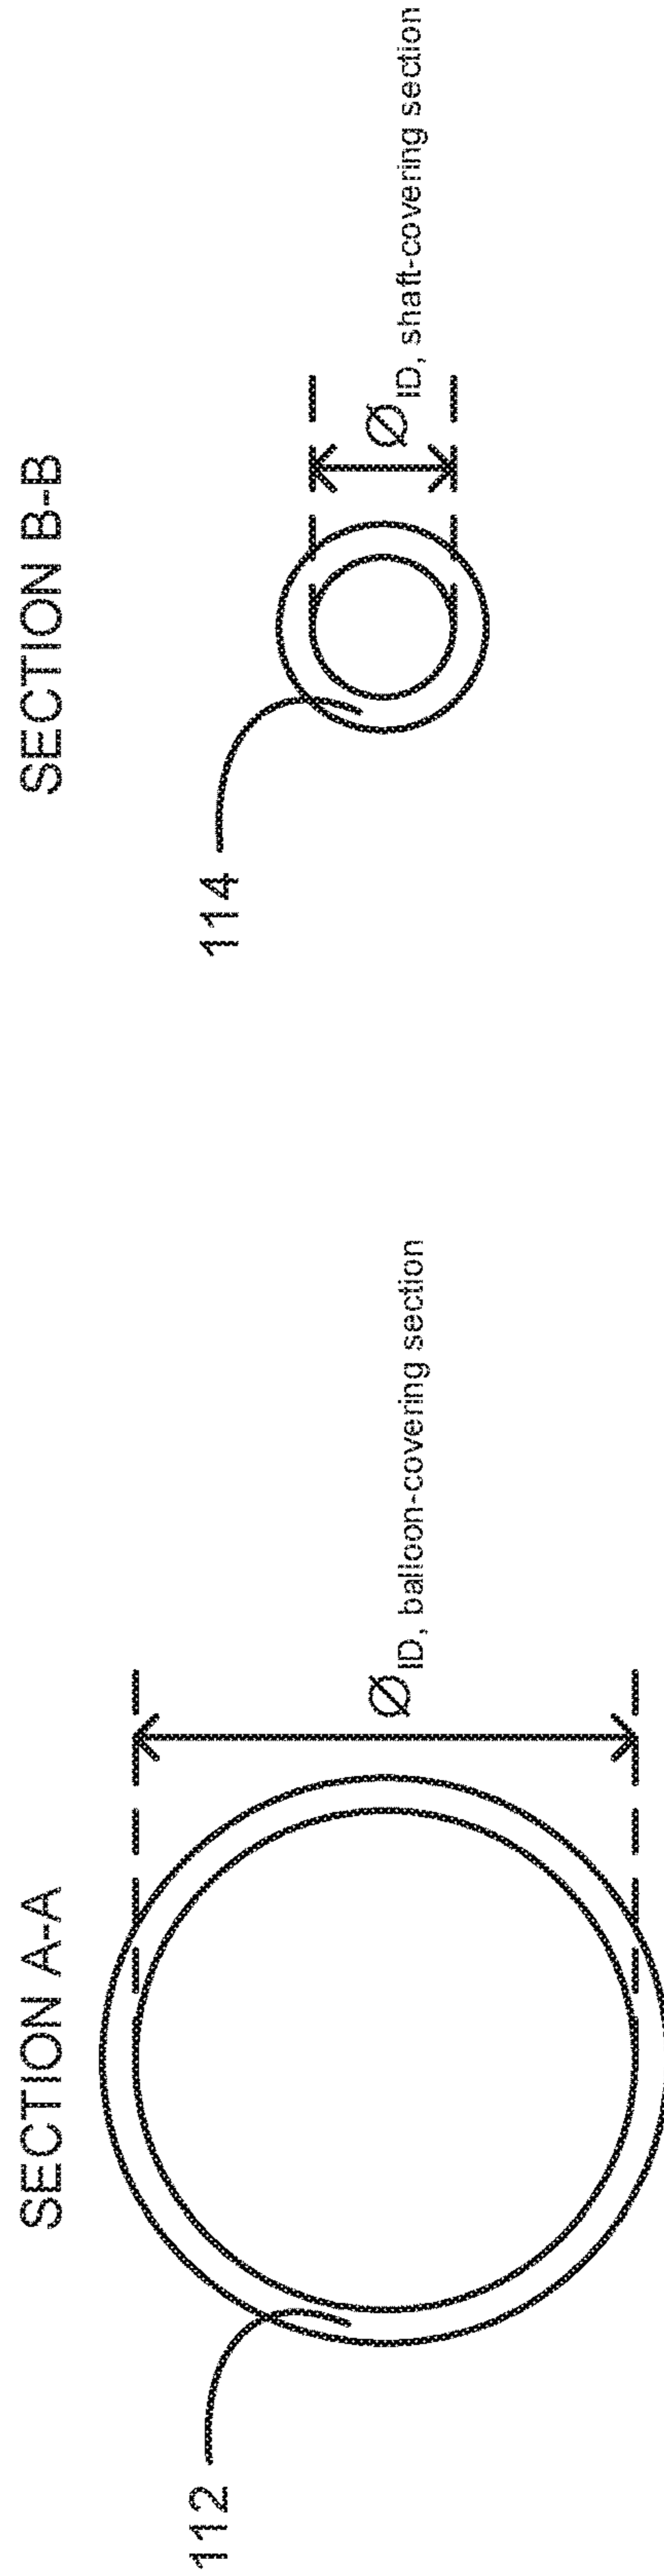 SECTION A-A
112
ØID, balloon-covering section
SECTION B-B
114
ØID, shaft-covering section